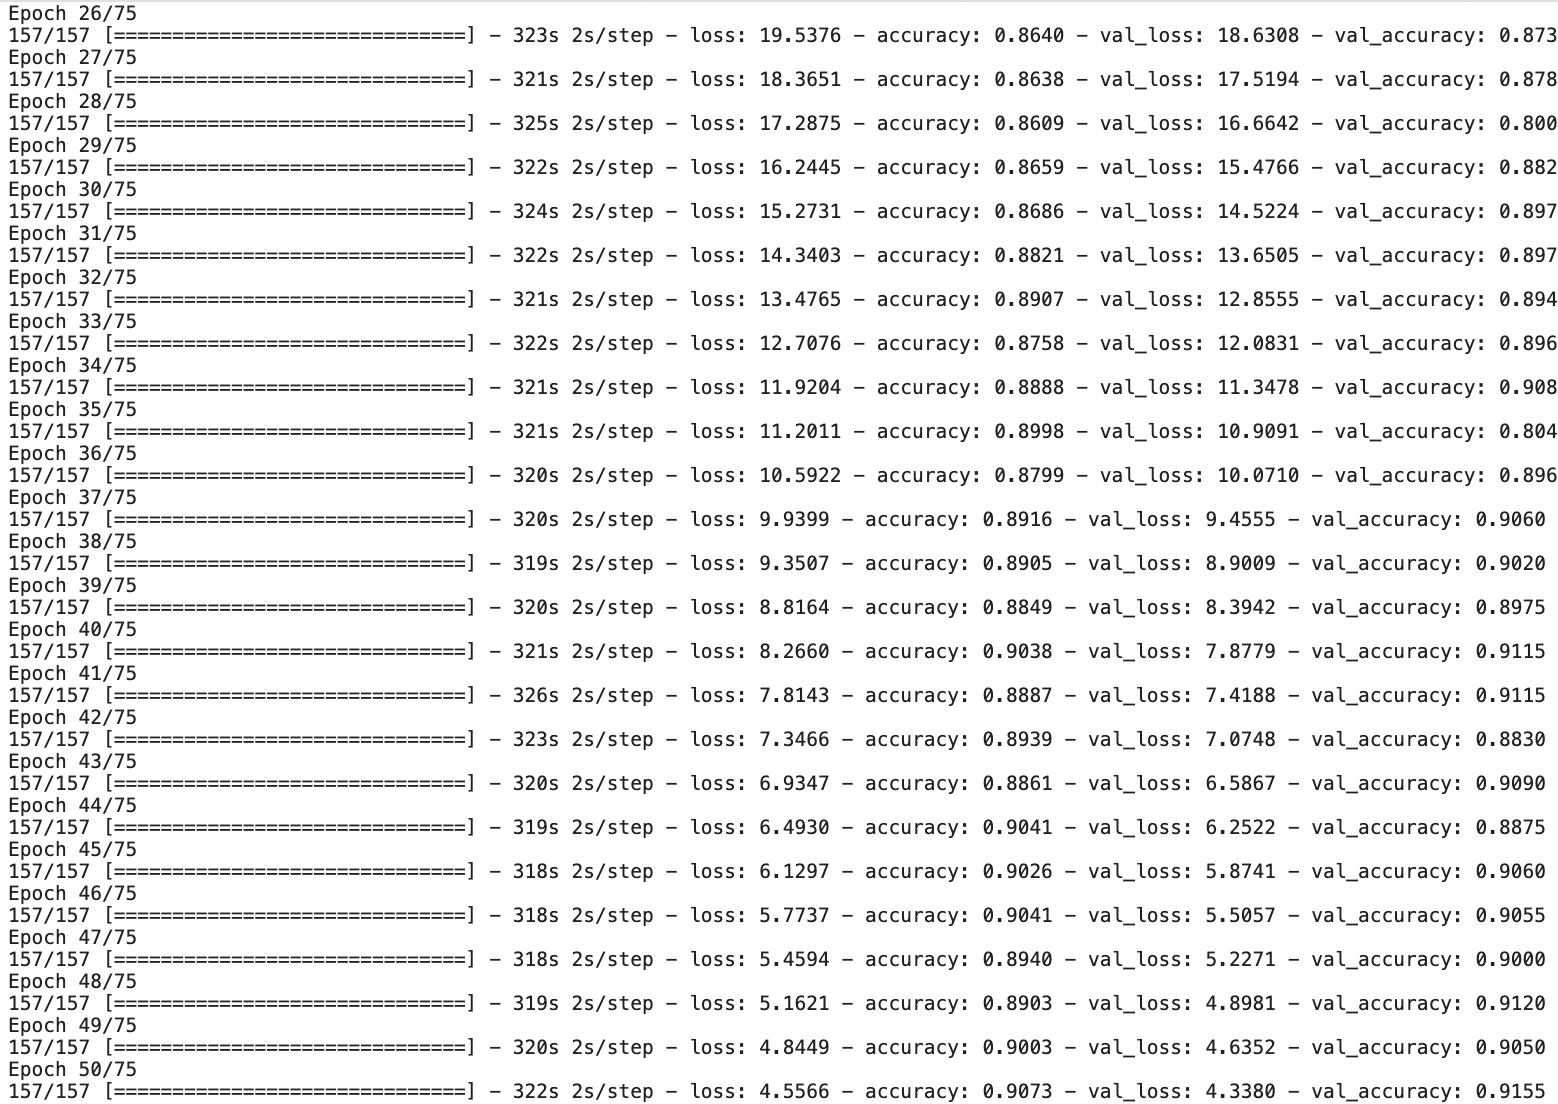 Epoch 26/75
157/157 [==============================] - 323s 2s/step - loss: 19.5376 - accuracy: 0.8640 - val_loss: 18.6308 - val_accuracy: 0.873
Epoch 27/75
157/157 [==============================] - 321s 2s/step - loss: 18.3651 - accuracy: 0.8638 - val_loss: 17.5194 - val_accuracy: 0.878
Epoch 28/75
157/157 [==============================] - 325s 2s/step - loss: 17.2875 - accuracy: 0.8609 - val_loss: 16.6642 - val_accuracy: 0.800
Epoch 29/75
157/157 [==============================] - 322s 2s/step - loss: 16.2445 - accuracy: 0.8659 - val_loss: 15.4766 - val_accuracy: 0.882
Epoch 30/75
157/157 [==============================] - 324s 2s/step - loss: 15.2731 - accuracy: 0.8686 - val_loss: 14.5224 - val_accuracy: 0.897
Epoch 31/75
157/157 [==============================] - 322s 2s/step - loss: 14.3403 - accuracy: 0.8821 - val_loss: 13.6505 - val_accuracy: 0.897
Epoch 32/75
157/157 [==============================] - 321s 2s/step - loss: 13.4765 - accuracy: 0.8907 - val_loss: 12.8555 - val_accuracy: 0.894
Epoch 33/75
157/157 [==============================] - 322s 2s/step - loss: 12.7076 - accuracy: 0.8758 - val_loss: 12.0831 - val_accuracy: 0.896
Epoch 34/75
157/157 [==============================] - 321s 2s/step - loss: 11.9204 - accuracy: 0.8888 - val_loss: 11.3478 - val_accuracy: 0.908
Epoch 35/75
157/157 [==============================] - 321s 2s/step - loss: 11.2011 - accuracy: 0.8998 - val_loss: 10.9091 - val_accuracy: 0.804
Epoch 36/75
157/157 [==============================] - 320s 2s/step - loss: 10.5922 - accuracy: 0.8799 - val_loss: 10.0710 - val_accuracy: 0.896
Epoch 37/75
157/157 [==============================] - 320s 2s/step - loss: 9.9399 - accuracy: 0.8916 - val_loss: 9.4555 - val_accuracy: 0.9060
Epoch 38/75
157/157 [==============================] - 319s 2s/step - loss: 9.3507 - accuracy: 0.8905 - val_loss: 8.9009 - val_accuracy: 0.9020
Epoch 39/75
157/157 [==============================] - 320s 2s/step - loss: 8.8164 - accuracy: 0.8849 - val_loss: 8.3942 - val_accuracy: 0.8975
Epoch 40/75
157/157 [==============================] - 321s 2s/step - loss: 8.2660 - accuracy: 0.9038 - val_loss: 7.8779 - val_accuracy: 0.9115
Epoch 41/75
157/157 [==============================] - 326s 2s/step - loss: 7.8143 - accuracy: 0.8887 - val_loss: 7.4188 - val_accuracy: 0.9115
Epoch 42/75
157/157 [==============================] - 323s 2s/step - loss: 7.3466 - accuracy: 0.8939 - val_loss: 7.0748 - val_accuracy: 0.8830
Epoch 43/75
157/157 [==============================] - 320s 2s/step - loss: 6.9347 - accuracy: 0.8861 - val_loss: 6.5867 - val_accuracy: 0.9090
Epoch 44/75
157/157 [==============================] - 319s 2s/step - loss: 6.4930 - accuracy: 0.9041 - val_loss: 6.2522 - val_accuracy: 0.8875
Epoch 45/75
157/157 [==============================] - 318s 2s/step - loss: 6.1297 - accuracy: 0.9026 - val_loss: 5.8741 - val_accuracy: 0.9060
Epoch 46/75
157/157 [==============================] - 318s 2s/step - loss: 5.7737 - accuracy: 0.9041 - val_loss: 5.5057 - val_accuracy: 0.9055
Epoch 47/75
157/157 [==============================] - 318s 2s/step - loss: 5.4594 - accuracy: 0.8940 - val_loss: 5.2271 - val_accuracy: 0.9000
Epoch 48/75
157/157 [==============================] - 319s 2s/step - loss: 5.1621 - accuracy: 0.8903 - val_loss: 4.8981 - val_accuracy: 0.9120
Epoch 49/75
157/157 [==============================] - 320s 2s/step - loss: 4.8449 - accuracy: 0.9003 - val_loss: 4.6352 - val_accuracy: 0.9050
Epoch 50/75
157/157 [==============================] - 322s 2s/step - loss: 4.5566 - accuracy: 0.9073 - val_loss: 4.3380 - val_accuracy: 0.9155